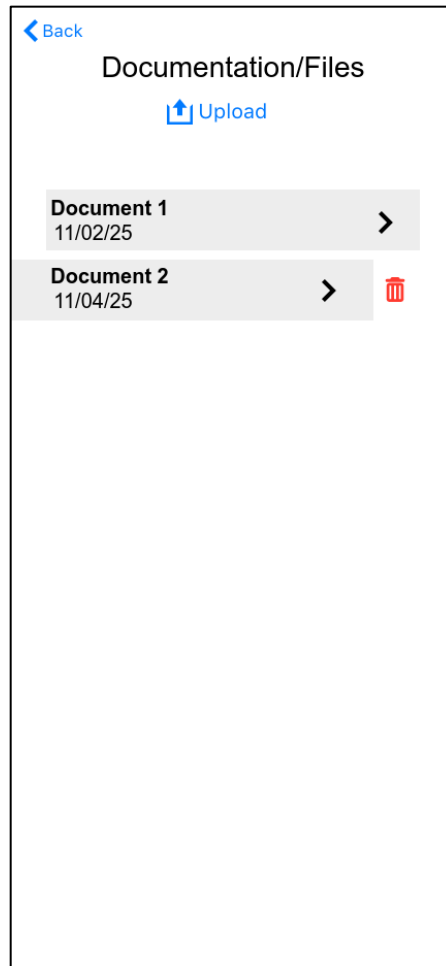 Back
Documentation/Files
Upload
Document 1
11/02/25
Document 2
11/04/25